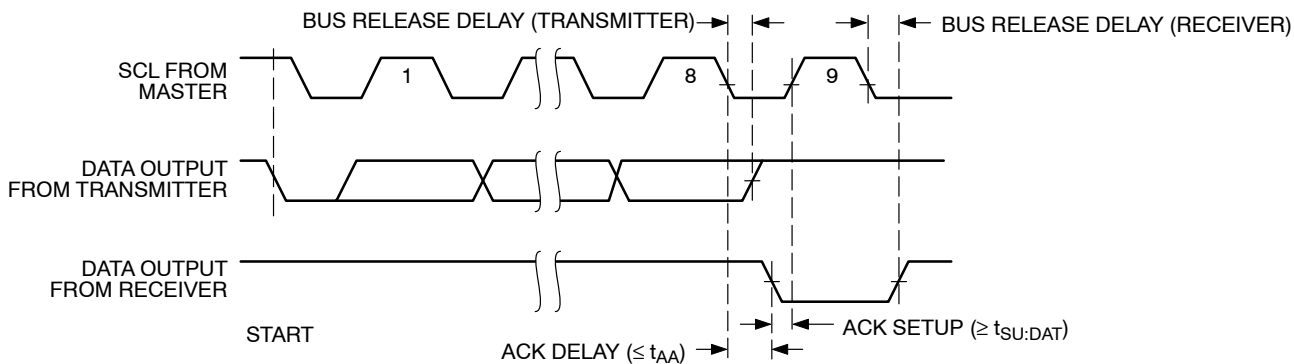 BUS RELEASE DELAY (TRANSMITTER)
BUS RELEASE DELAY (RECEIVER)
SCL FROM
MASTER
1
8
9
DATA OUTPUT
FROM TRANSMITTER
DATA OUTPUT
FROM RECEIVER
START
ACK SETUP (≥ tSU:DAT)
ACK DELAY (≤ tAA)